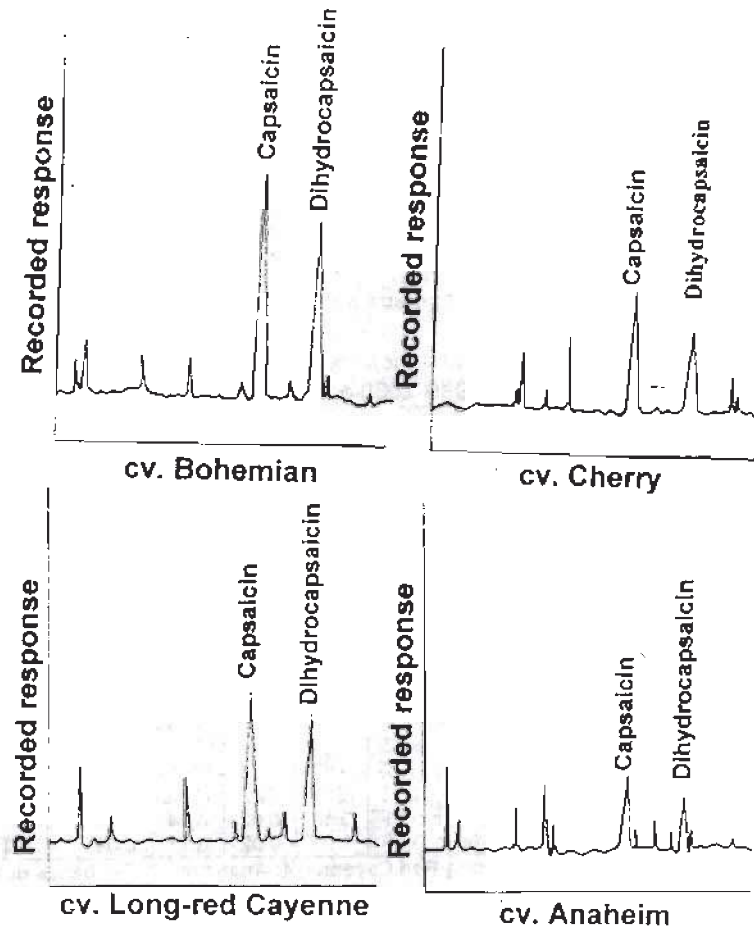 Recorded response
Capsaicin
Dihydrocapsaicin
cv. Bohemian
Recorded response
Capsaicin
Dihydrocapsaicin
cv. Cherry
Recorded response
Capsaicin
Dihydrocapsaicin
cv. Long-red Cayenne
Recorded response
Capsaicin
Dihydrocapsaicin
cv. Anaheim